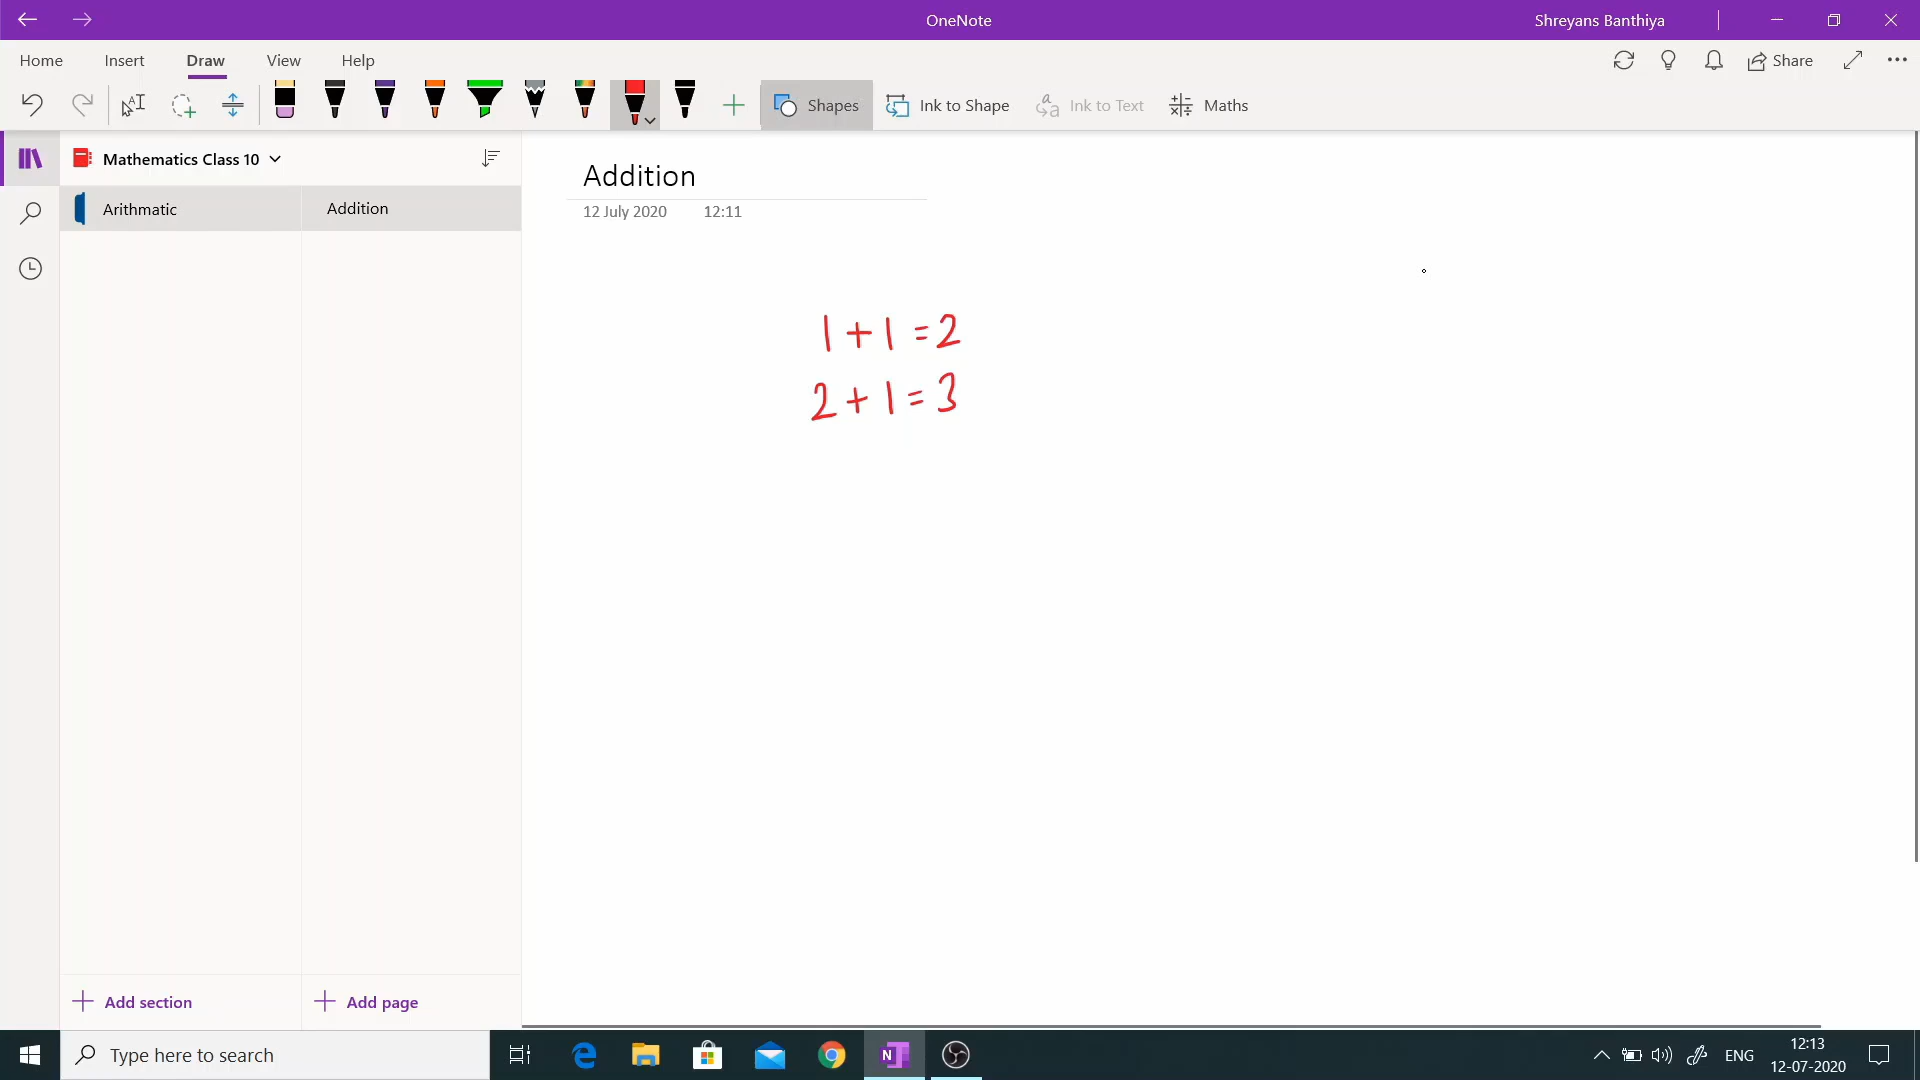 OneNote
Shreyans Banthiya
Home Insert Draw View Help
Share
Shapes Ink to Shape Ink to Text Maths
Mathematics Class 10
Arithmatic Addition
Addition
12 July 2020 12:11
1+1=2
2+1=3
Add section Add page
Type here to search
ENG
12:13
12-07-2020